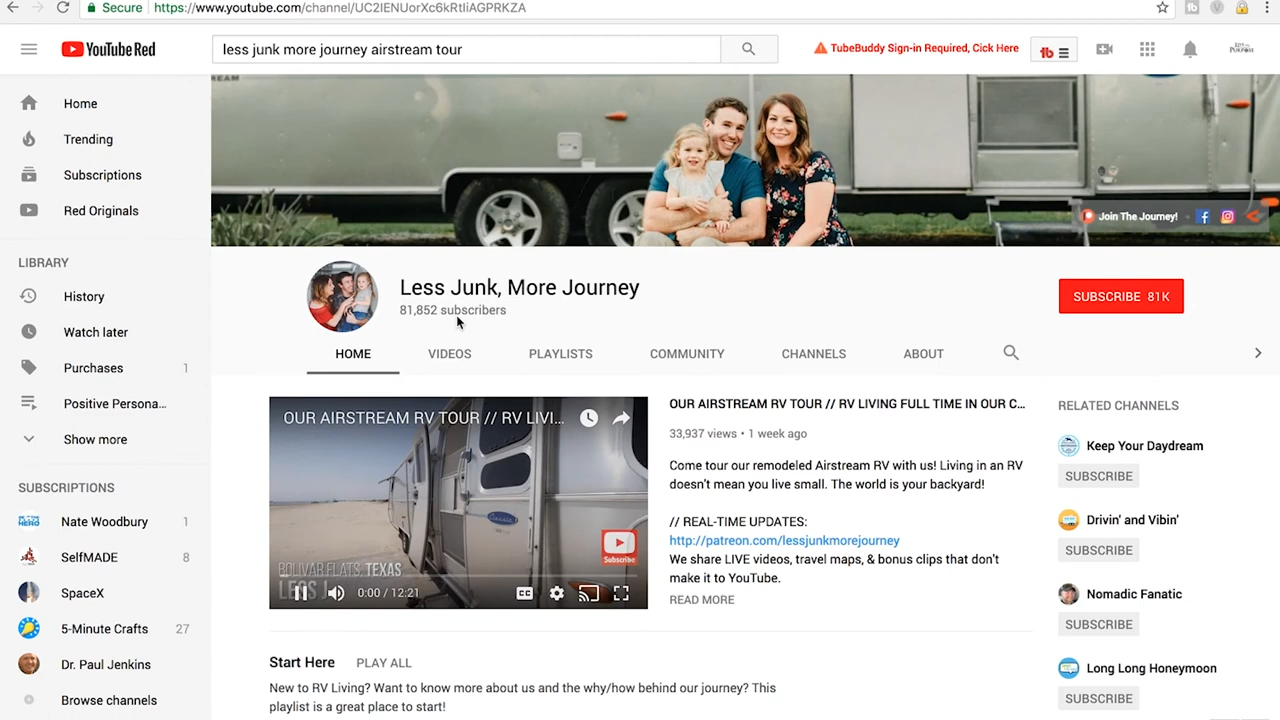 Secure https://www.youtube.com/channel/UC2IENUorXc6kRtIiAGPRKZA
YouTube Red
less junk more journey airstream tour
TubeBuddy Sign-in Required, Cick Here
tb
Home
Trending
Subscriptions
Red Originals
LIBRARY
History
Watch later
Purchases 1
Positive Persona...
Show more
SUBSCRIPTIONS
Nate Woodbury 1
SelfMADE 8
SpaceX
5-Minute Crafts 27
Dr. Paul Jenkins
Browse channels
Join The Journey!
Less Junk, More Journey
81,852 subscribers
SUBSCRIBE 81K
HOME VIDEOS PLAYLISTS COMMUNITY CHANNELS ABOUT
OUR AIRSTREAM RV TOUR // RV LIVI...
Classic
Subscribe
BOLIVAR FLATS, TEXAS
LESS J
0:00 / 12:21
CC
OUR AIRSTREAM RV TOUR // RV LIVING FULL TIME IN OUR C...
33,937 views • 1 week ago
Come tour our remodeled Airstream RV with us! Living in an RV
doesn't mean you live small. The world is your backyard!
// REAL-TIME UPDATES:
http://patreon.com/lessjunkmorejourney
We share LIVE videos, travel maps, & bonus clips that don't
make it to YouTube.
READ MORE
Start Here PLAY ALL
New to RV Living? Want to know more about us and the why/how behind our journey? This
playlist is a great place to start!
RELATED CHANNELS
Keep Your Daydream
SUBSCRIBE
Drivin' and Vibin'
SUBSCRIBE
Nomadic Fanatic
SUBSCRIBE
Long Long Honeymoon
SUBSCRIBE